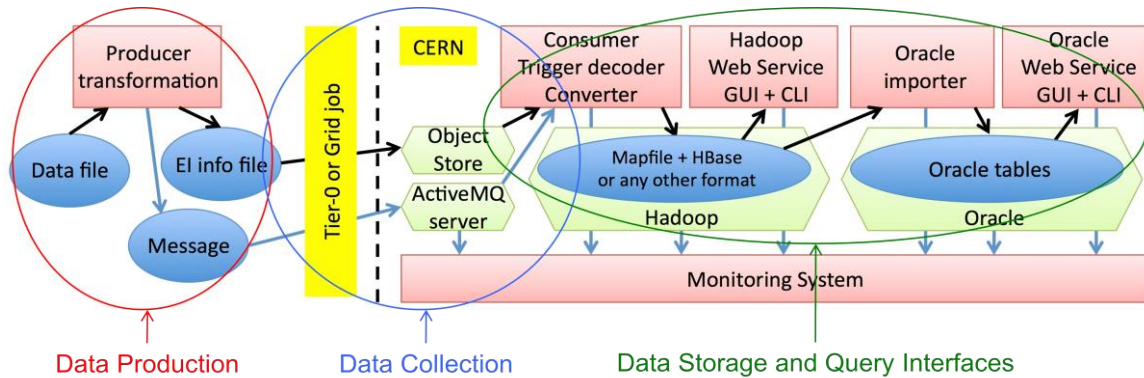 Producer
transformation
Data file
EI info file
Message
Tier-0 or Grid job
CERN
Object
Store
ActiveMQ
server
Consumer
Trigger decoder
Converter
Hadoop
Web Service
GUI + CLI
Oracle
importer
Oracle
Web Service
GUI + CLI
Mapfile + HBase
or any other format
Hadoop
Oracle tables
Oracle
Monitoring System
Data Production
Data Collection
Data Storage and Query Interfaces